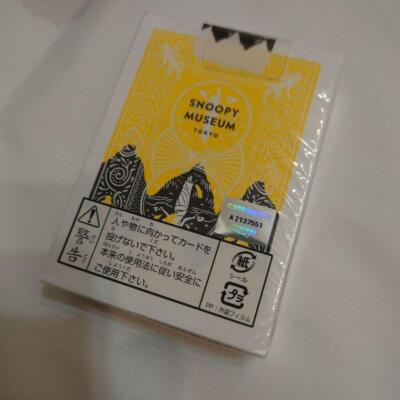 SNOOPY
MUSEUM
TOKYO
A 2137551
警告
人や物に向かってカードを
投げないで下さい。
本来の使用法に従い安全に
ご使用下さい。
紙
シール
プラ
PP：外装フィルム